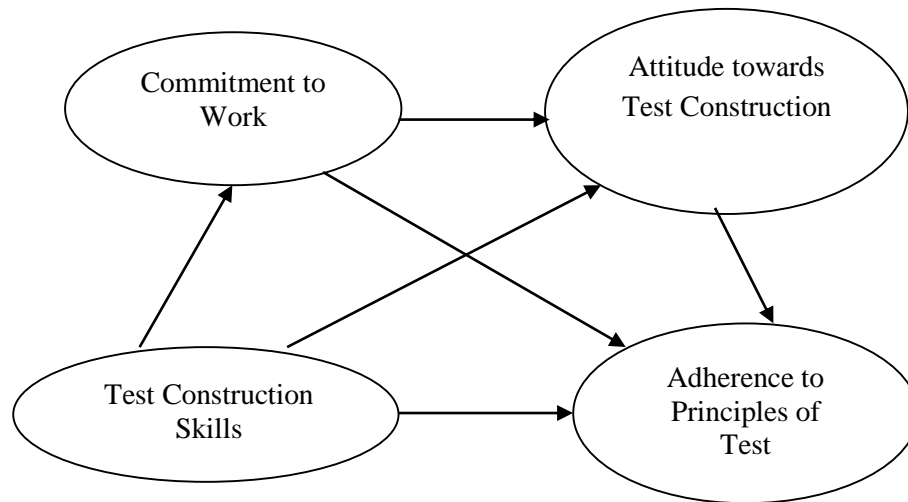 Commitment to
Work
Attitude towards
Test Construction
Test Construction
Skills
Adherence to
Principles of
Test